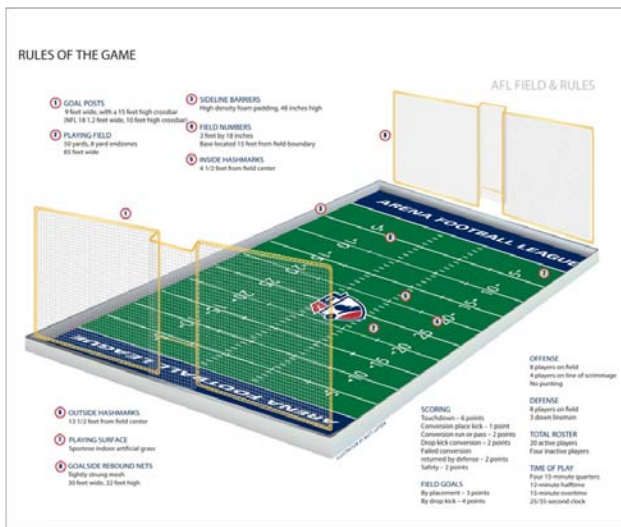 RULES OF THE GAME
AFL FIELD & RULES
1 GOAL POSTS
9 feet wide, with a 15 feet high crossbar
(NFL 18 1.2 feet wide, 10 feet high crossbar)
2 PLAYING FIELD
50 yards, 8 yard endzones
85 feet wide
3 SIDELINE BARRIERS
High density foam padding, 48 inches high
4 FIELD NUMBERS
3 feet by 18 inches
Base located 15 feet from field boundary
5 INSIDE HASHMARKS
4 1/2 feet from field center
ARENA FOOTBALL LEAGUE
ARENA FOOTBALL LEAGUE
6 OUTSIDE HASHMARKS
13 1/2 feet from field center
7 PLAYING SURFACE
Sportexe indoor artificial grass
8 GOALSIDE REBOUND NETS
Tightly strung mesh
30 feet wide, 32 feet high
SCORING
Touchdown – 6 points
Conversion place kick – 1 point
Conversion run or pass – 2 points
Drop kick conversion – 2 points
Failed conversion
returned by defense – 2 points
Safety – 2 points
FIELD GOALS
By placement – 3 points
By drop kick – 4 points
OFFENSE
8 players on field
4 players on line of scrimmage
No punting
DEFENSE
8 players on field
3 down lineman
TOTAL ROSTER
20 active players
Four inactive players
TIME OF PLAY
Four 15-minute quarters
12-minute halftime
15-minute overtime
25/35-second clock